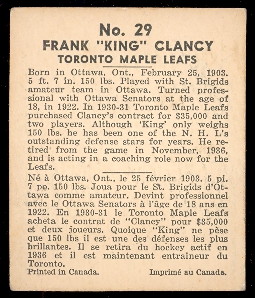 No. 29
FRANK "KING" CLANCY
TORONTO MAPLE LEAFS
Born in Ottawa, Ont., February 25, 1903.
5 ft. 7 in. 150 lbs. Played with St. Brigids
amateur team in Ottawa. Turned profes-
sional with Ottawa Senators at the age of
18, in 1922. In 1930-31 Toronto Maple Leafs
purchased Clancy's contract for $35,000 and
two players. Although 'King" only weighs
150 lbs. he has been one of the N. H. L's
outstanding defense stars for years. He re-
tired from the game in November, 1936,
and is acting in a coaching role now for the
Leafs.
Né à Ottawa, Ont., le 25 février 1903. 5 pi.
7 pc. 150 lbs. Joua pour le St. Brigids d'Ot-
tawa comme amateur. Devint professionnel
avec le Ottawa Senators à l'âge de 18 ans en
1922. En 1930-31 le Toronto Maple Leafs
acheta le contrat de "Clancy" pour $35,000
et deux joueurs. Quoique "King" ne pèse
que 150 lbs il est une des défenses les plus
brillantes. Il se retira du hockey actif en
1936 et il est maintenant entraîneur du
Toronto.
Printed in Canada. Imprimé au Canada.